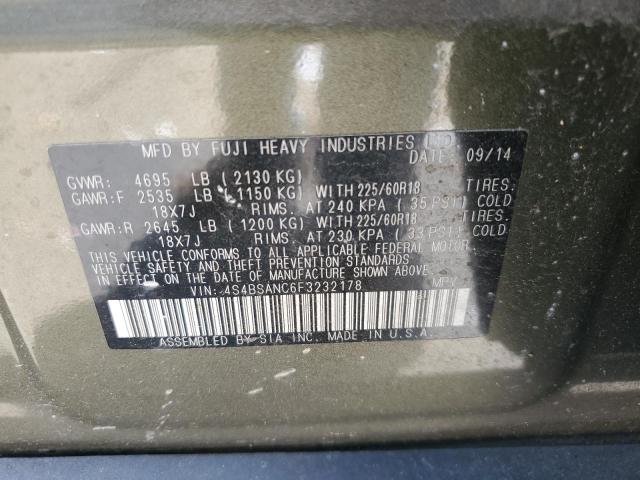 MFD BY FUJI HEAVY INDUSTRIES LTD.
DATE: 09/14
GVWR: 4695 LB ( 2130 KG)
GAWR:F 2535 LB ( 1150 KG) WITH 225/60R18 TIRES.
18X7J RIMS. AT 240 KPA ( 35 PSI) COLD
GAWR:R 2645 LB ( 1200 KG) WITH 225/60R18 TIRES.
18X7J RIMS. AT 230 KPA ( 33 PSI) COLD
THIS VEHICLE CONFORMS TO ALL APPLICABLE FEDERAL MOTOR
VEHICLE SAFETY AND THEFT PREVENTION STANDARDS
IN EFFECT ON THE DATE OF MANUFACTURE SHOWN ABOVE.
VIN: 4S4BSANC6F3232178 MPV
ASSEMBLED BY SIA INC. MADE IN U.S.A.